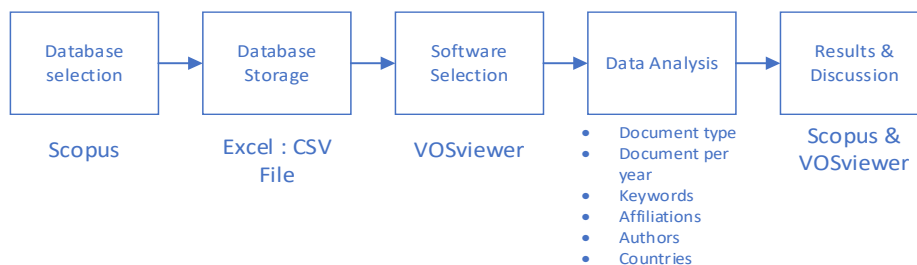 Database
selection
Database
Storage
Software
Selection
Data Analysis
Results &
Discussion
Scopus
Excel : CSV
File
VOSviewer
• Document type
• Document per
year
• Keywords
• Affiliations
• Authors
• Countries
Scopus &
VOSviewer